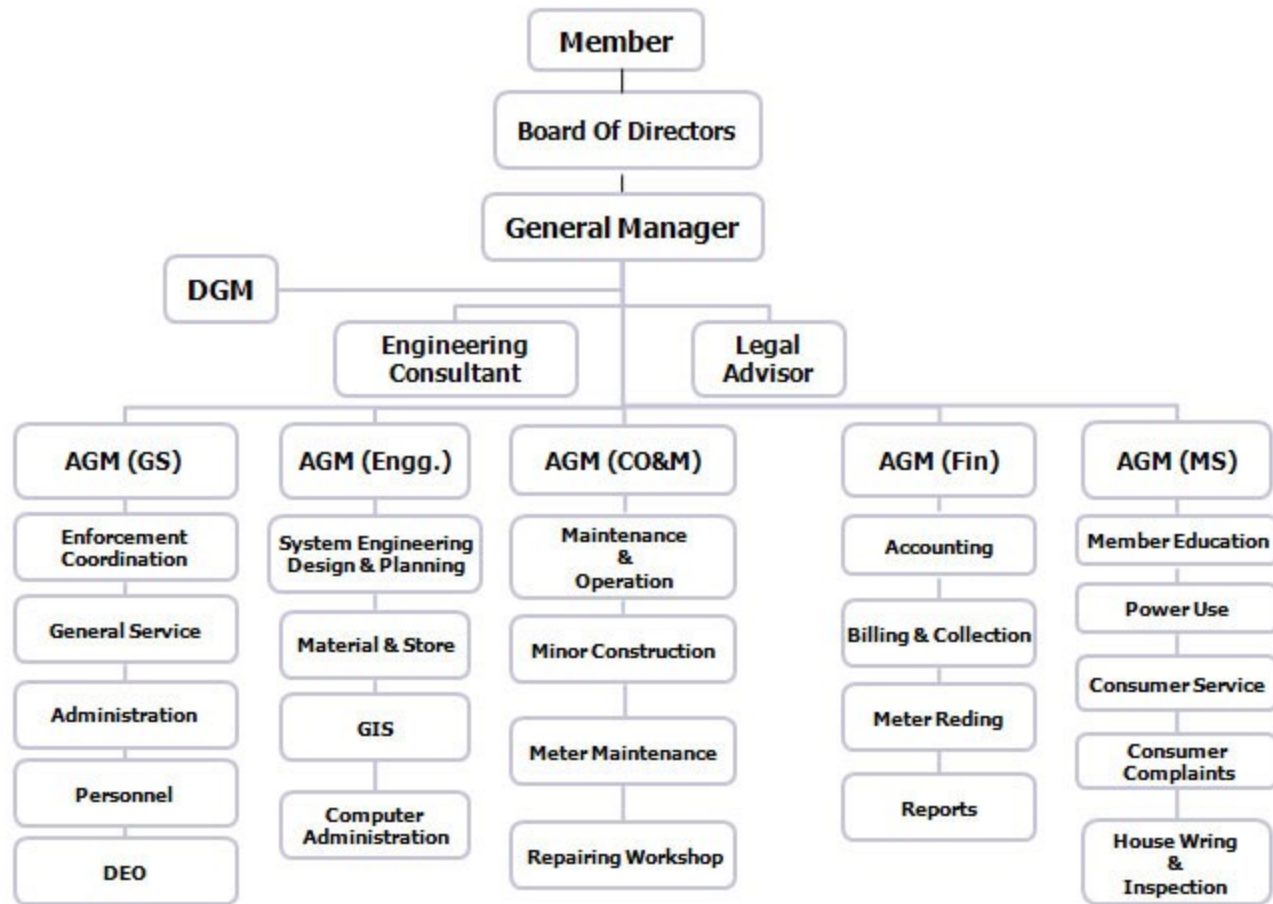 Member
Board Of Directors
General Manager
DGM
Engineering
Consultant
Legal
Advisor
AGM (GS)
Enforcement
Coordination
General Service
Administration
Personnel
DEO
AGM (Engg.)
System Engineering
Design & Planning
Material & Store
GIS
Computer
Administration
AGM (CO&M)
Maintenance
&
Operation
Minor Construction
Meter Maintenance
Repairing Workshop
AGM (Fin)
Accounting
Billing & Collection
Meter Reding
Reports
AGM (MS)
Member Education
Power Use
Consumer Service
Consumer
Complaints
House Wring
&
Inspection